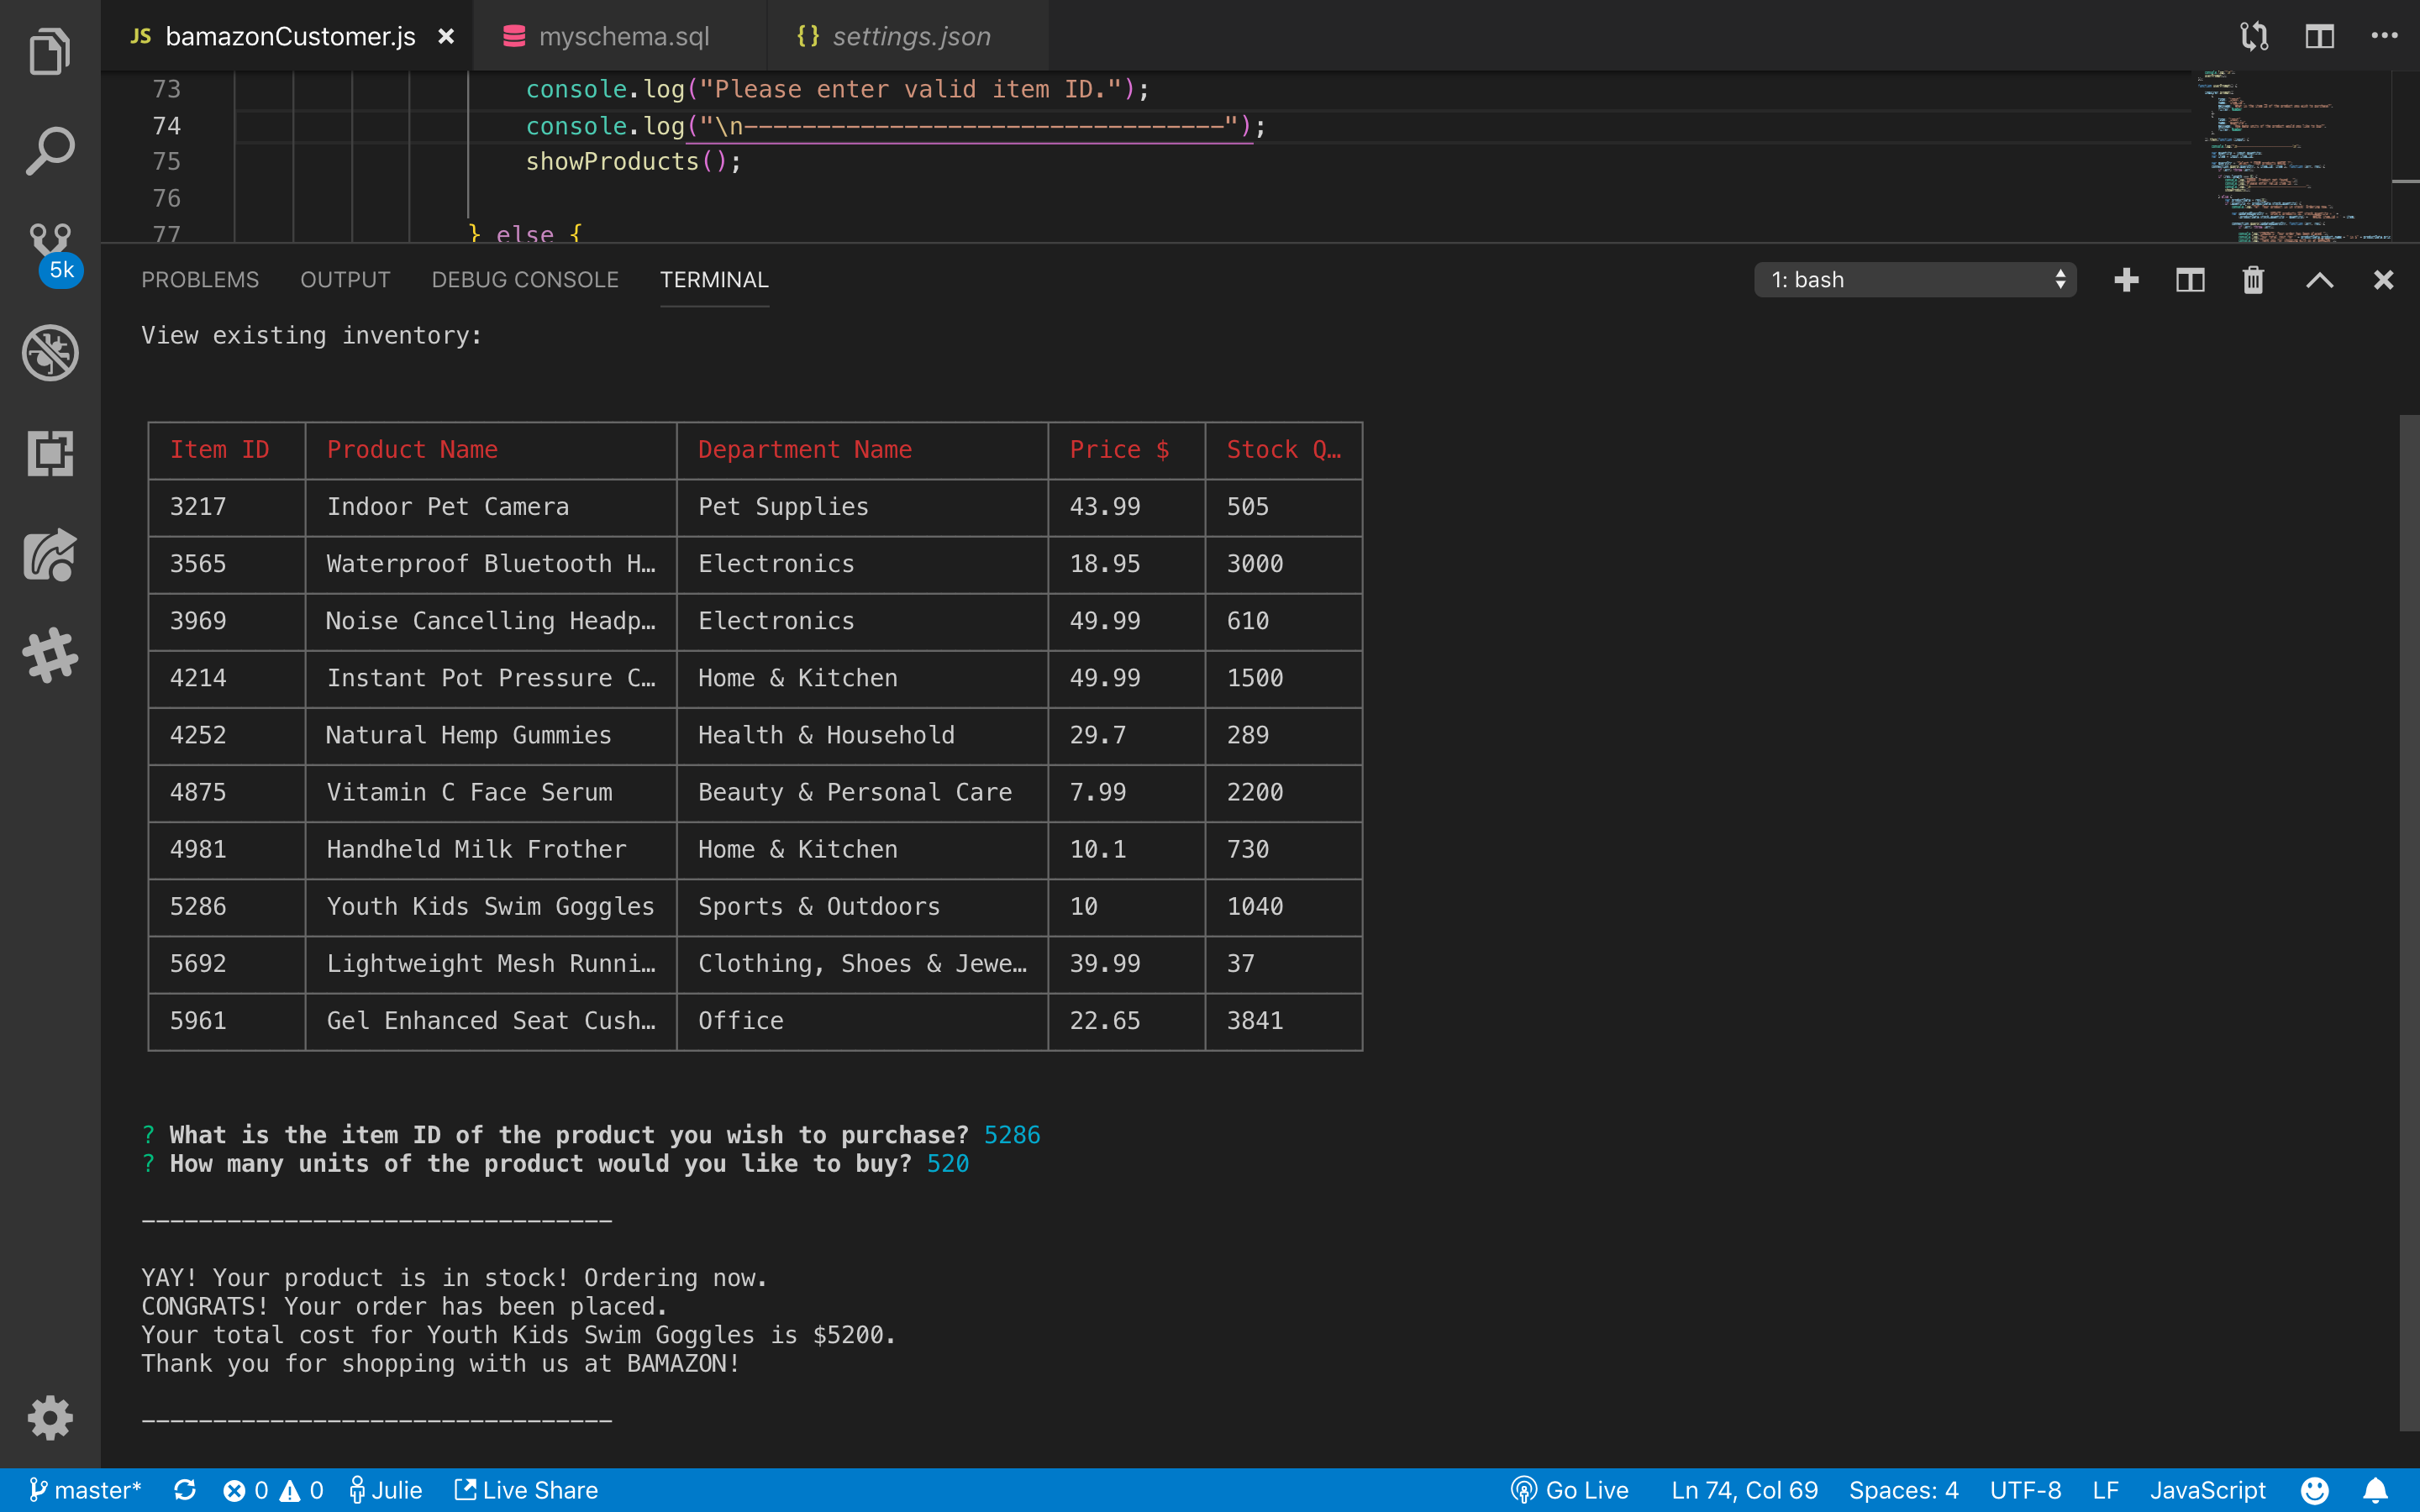 JS bamazonCustomer.js × myschema.sql {} settings.json
73 console.log("Please enter valid item ID.");
74 console.log("\n---------------------------------");
75 showProducts();
76
77 } else {
5k
PROBLEMS OUTPUT DEBUG CONSOLE TERMINAL 1: bash
View existing inventory:
Item ID Product Name Department Name Price $ Stock Q…
3217 Indoor Pet Camera Pet Supplies 43.99 505
3565 Waterproof Bluetooth H… Electronics 18.95 3000
3969 Noise Cancelling Headp… Electronics 49.99 610
4214 Instant Pot Pressure C… Home & Kitchen 49.99 1500
4252 Natural Hemp Gummies Health & Household 29.7 289
4875 Vitamin C Face Serum Beauty & Personal Care 7.99 2200
4981 Handheld Milk Frother Home & Kitchen 10.1 730
5286 Youth Kids Swim Goggles Sports & Outdoors 10 1040
5692 Lightweight Mesh Runni… Clothing, Shoes & Jewe… 39.99 37
5961 Gel Enhanced Seat Cush… Office 22.65 3841
? What is the item ID of the product you wish to purchase? 5286
? How many units of the product would you like to buy? 520
---------------------------------
YAY! Your product is in stock! Ordering now.
CONGRATS! Your order has been placed.
Your total cost for Youth Kids Swim Goggles is $5200.
Thank you for shopping with us at BAMAZON!
---------------------------------
master* 0 0 Julie Live Share Go Live Ln 74, Col 69 Spaces: 4 UTF-8 LF JavaScript